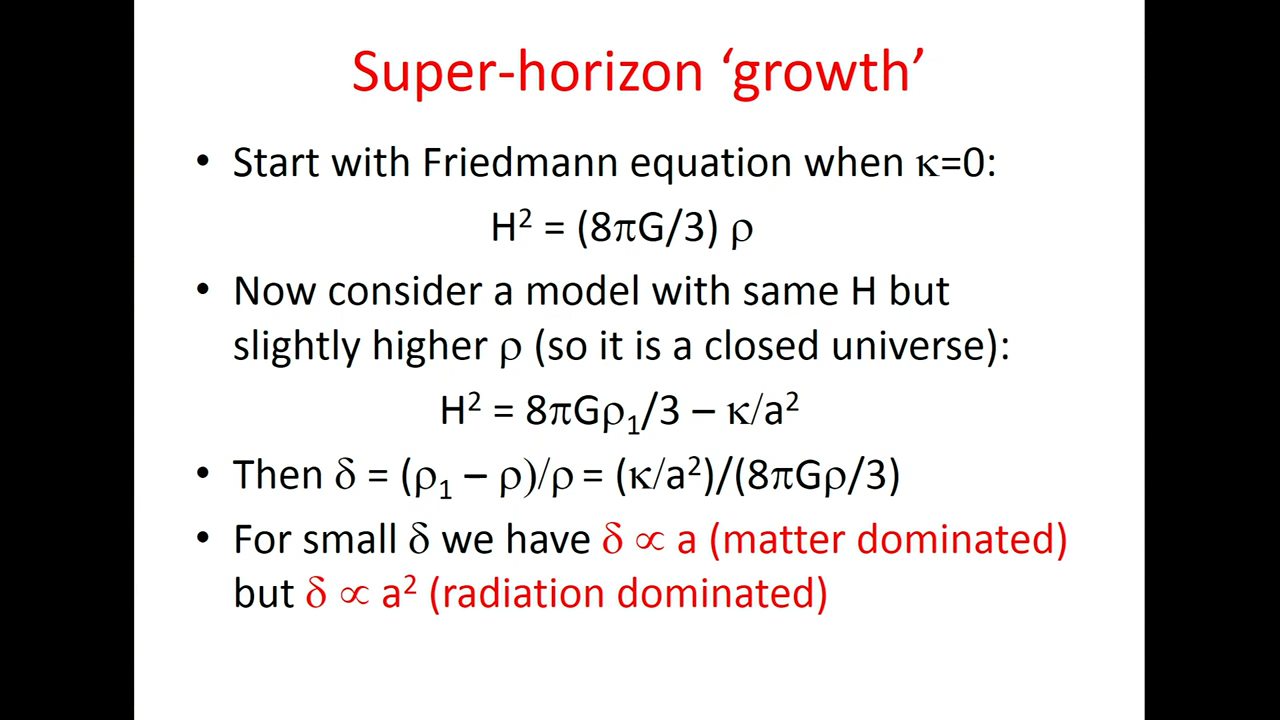 Super-horizon ‘growth’
• Start with Friedmann equation when κ=0:
H² = (8πG/3) ρ
• Now consider a model with same H but
slightly higher ρ (so it is a closed universe):
H² = 8πGρ₁/3 – κ/a²
• Then δ = (ρ₁ – ρ)/ρ = (κ/a²)/(8πGρ/3)
• For small δ we have δ ∝ a (matter dominated)
but δ ∝ a² (radiation dominated)